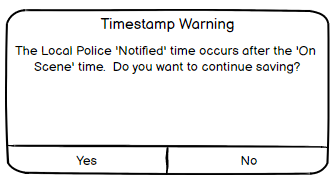 Timestamp Warning
The Local Police 'Notified' time occurs after the 'On
Scene' time.  Do you want to continue saving?
Yes
No